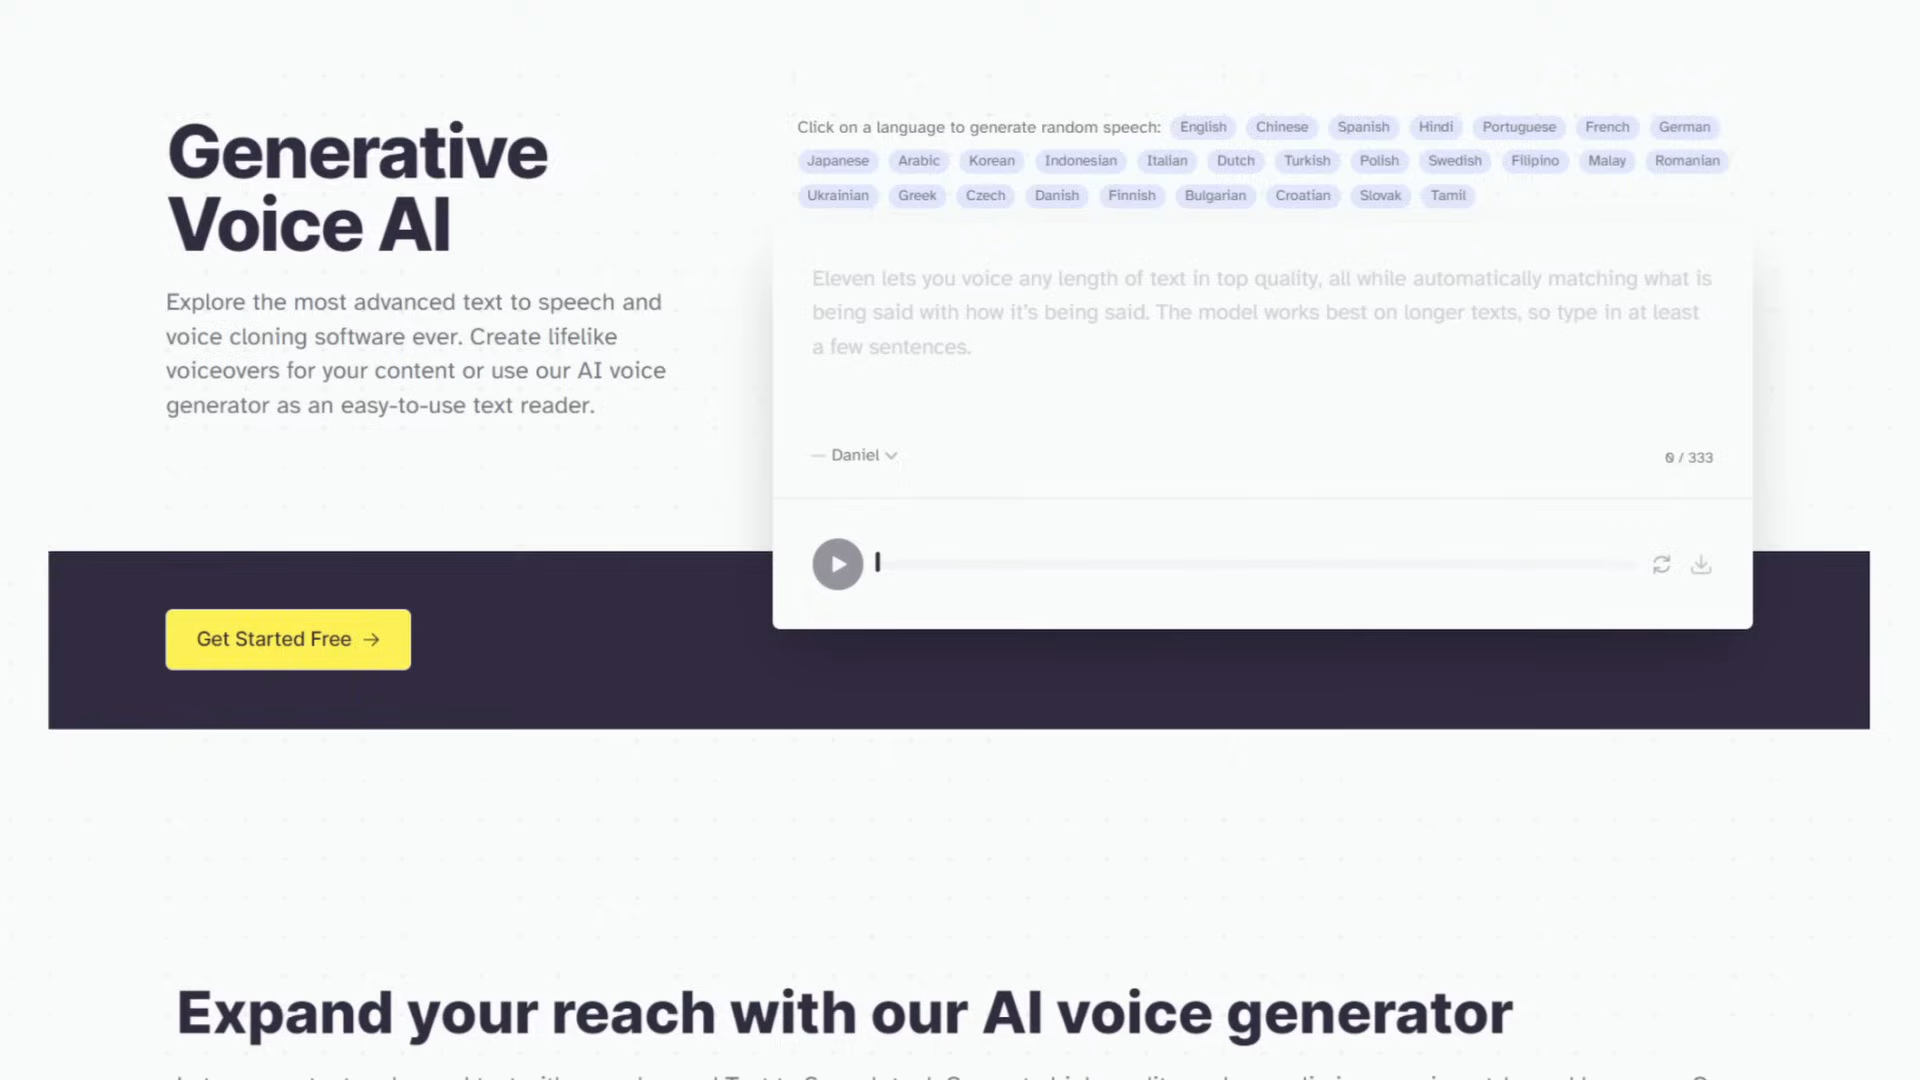 Generative
Voice AI
Explore the most advanced text to speech and
voice cloning software ever. Create lifelike
voiceovers for your content or use our AI voice
generator as an easy-to-use text reader.
Get Started Free →
Click on a language to generate random speech: English Chinese Spanish Hindi Portuguese French German
Japanese Arabic Korean Indonesian Italian Dutch Turkish Polish Swedish Filipino Malay Romanian
Ukrainian Greek Czech Danish Finnish Bulgarian Croatian Slovak Tamil
Eleven lets you voice any length of text in top quality, all while automatically matching what is
being said with how it's being said. The model works best on longer texts, so type in at least
a few sentences.
— Daniel
0 / 333
Expand your reach with our AI voice generator